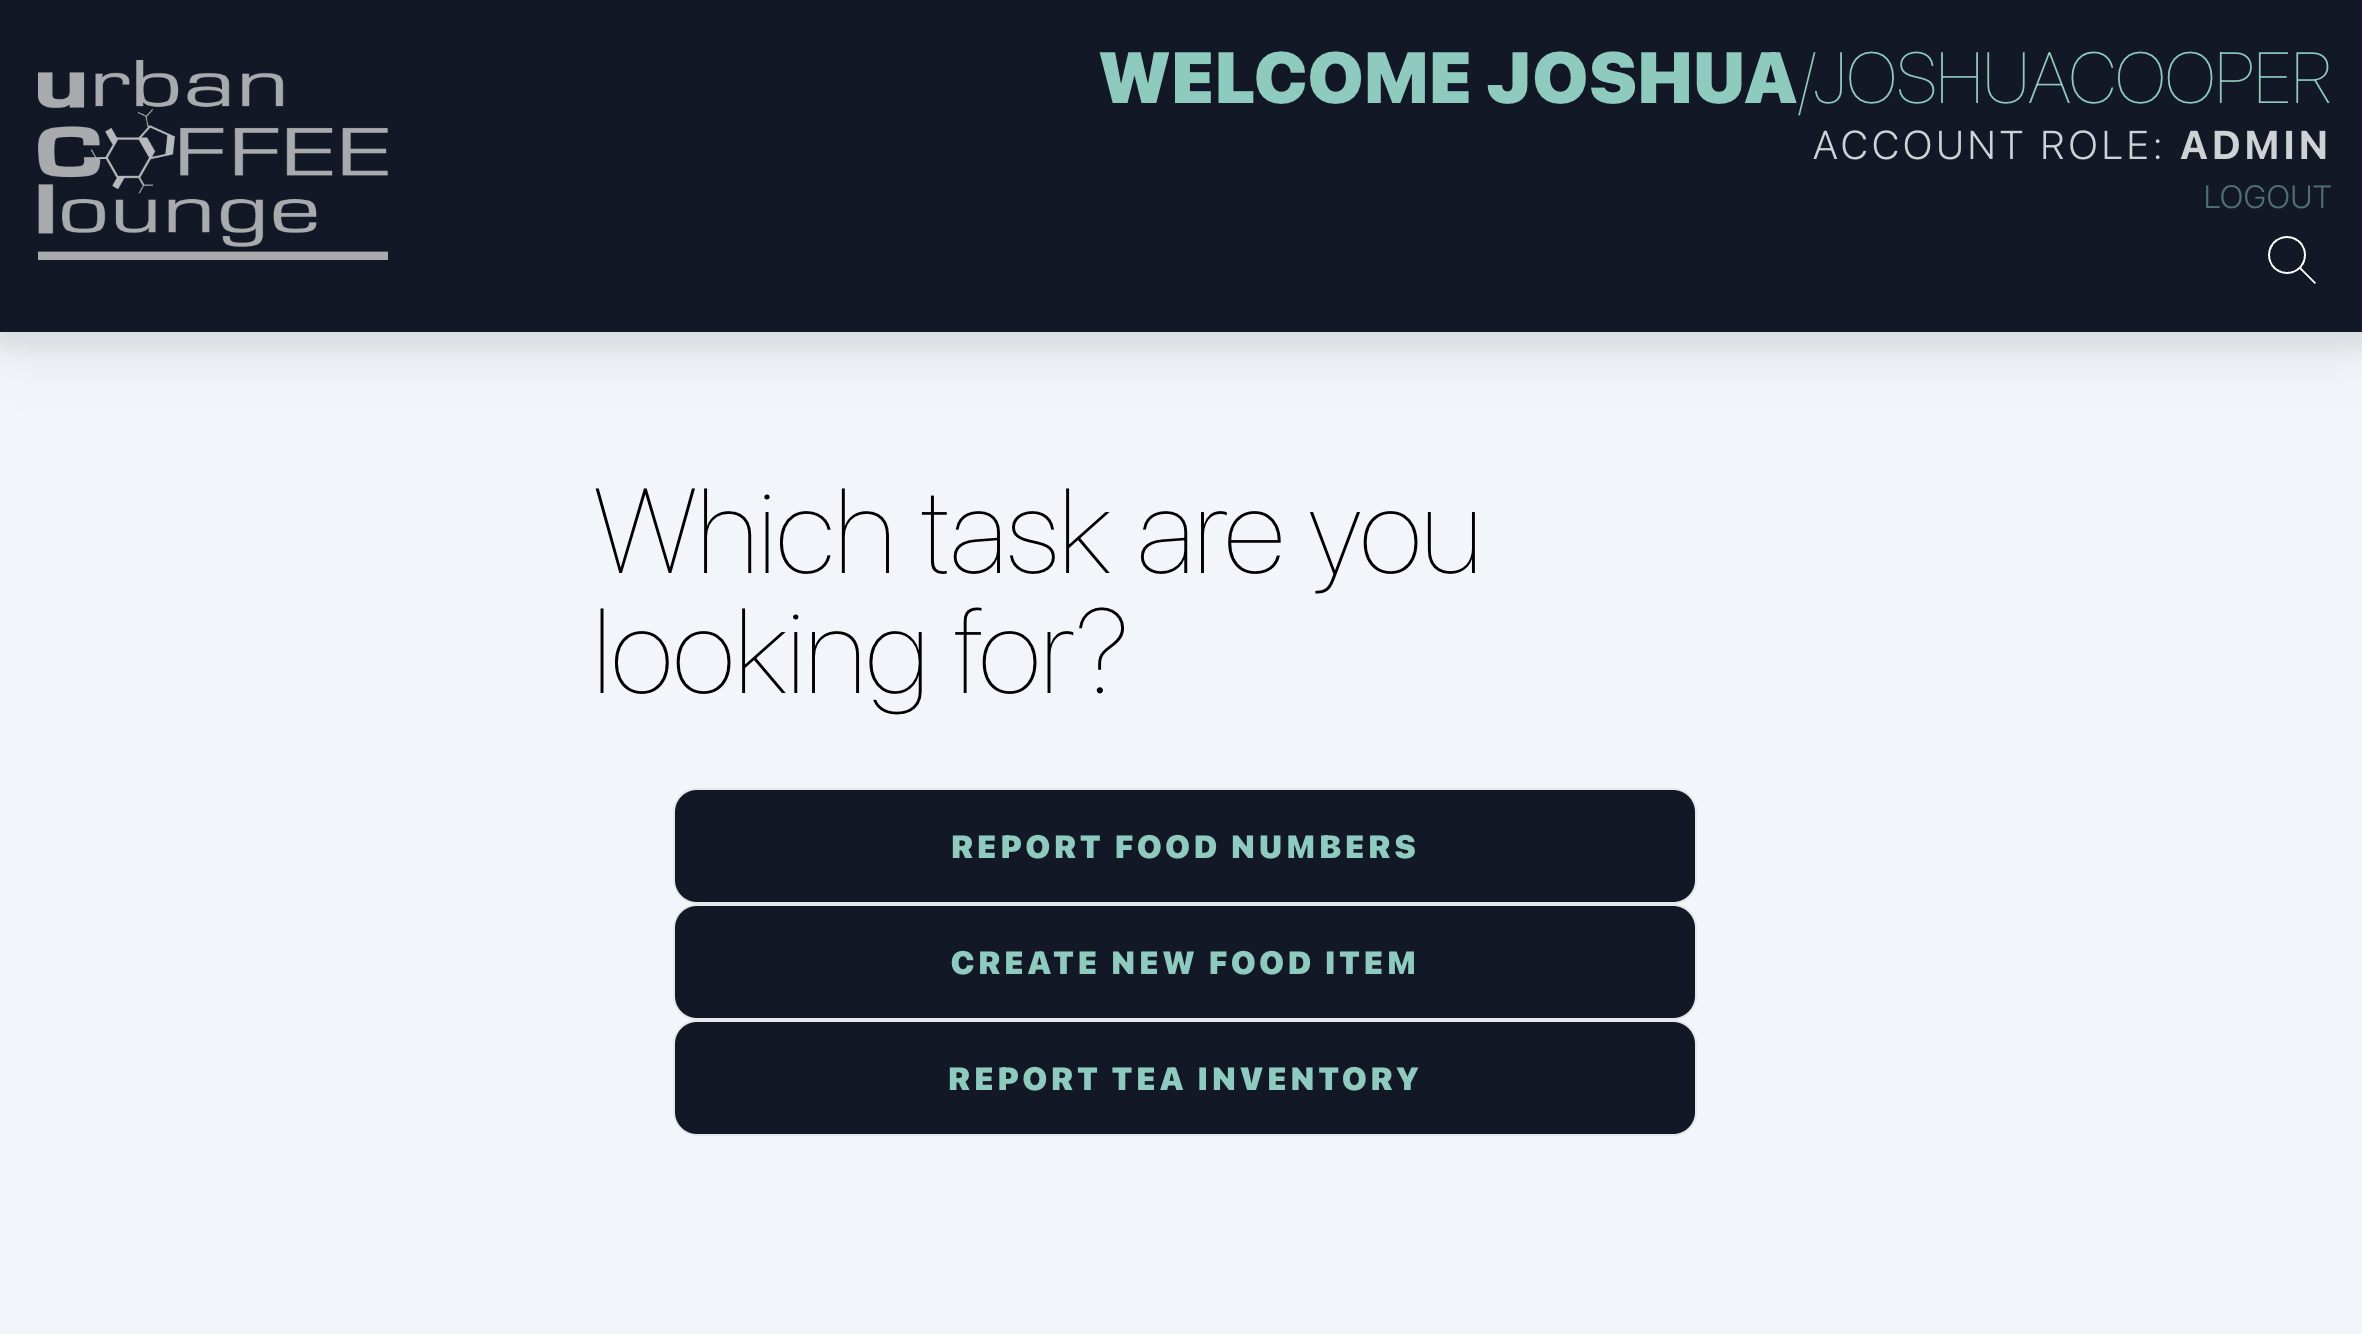 urban
COFFEE
lounge
WELCOME JOSHUA/JOSHUACOOPER
ACCOUNT ROLE: ADMIN
LOGOUT
Which task are you
looking for?
REPORT FOOD NUMBERS
CREATE NEW FOOD ITEM
REPORT TEA INVENTORY